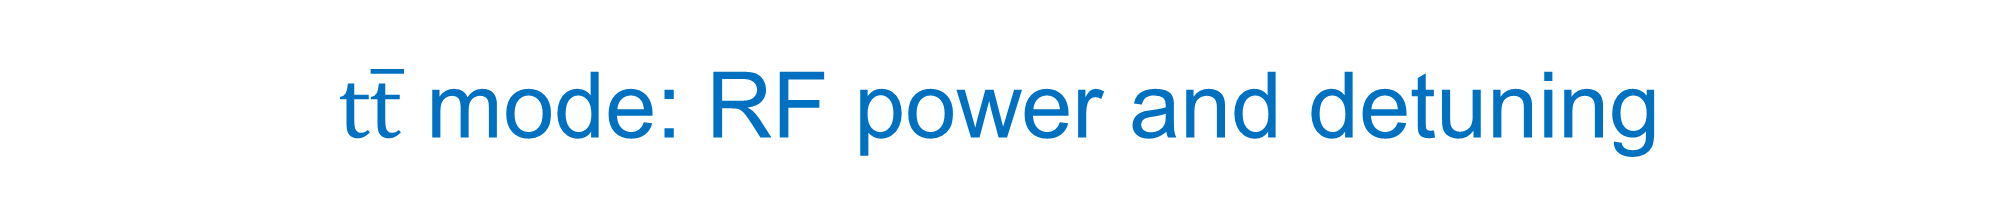 tt̅ mode: RF power and detuning